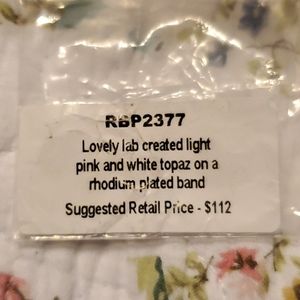 RBP2377
Lovely lab created light
pink and white topaz on a
rhodium plated band
Suggested Retail Price - $112